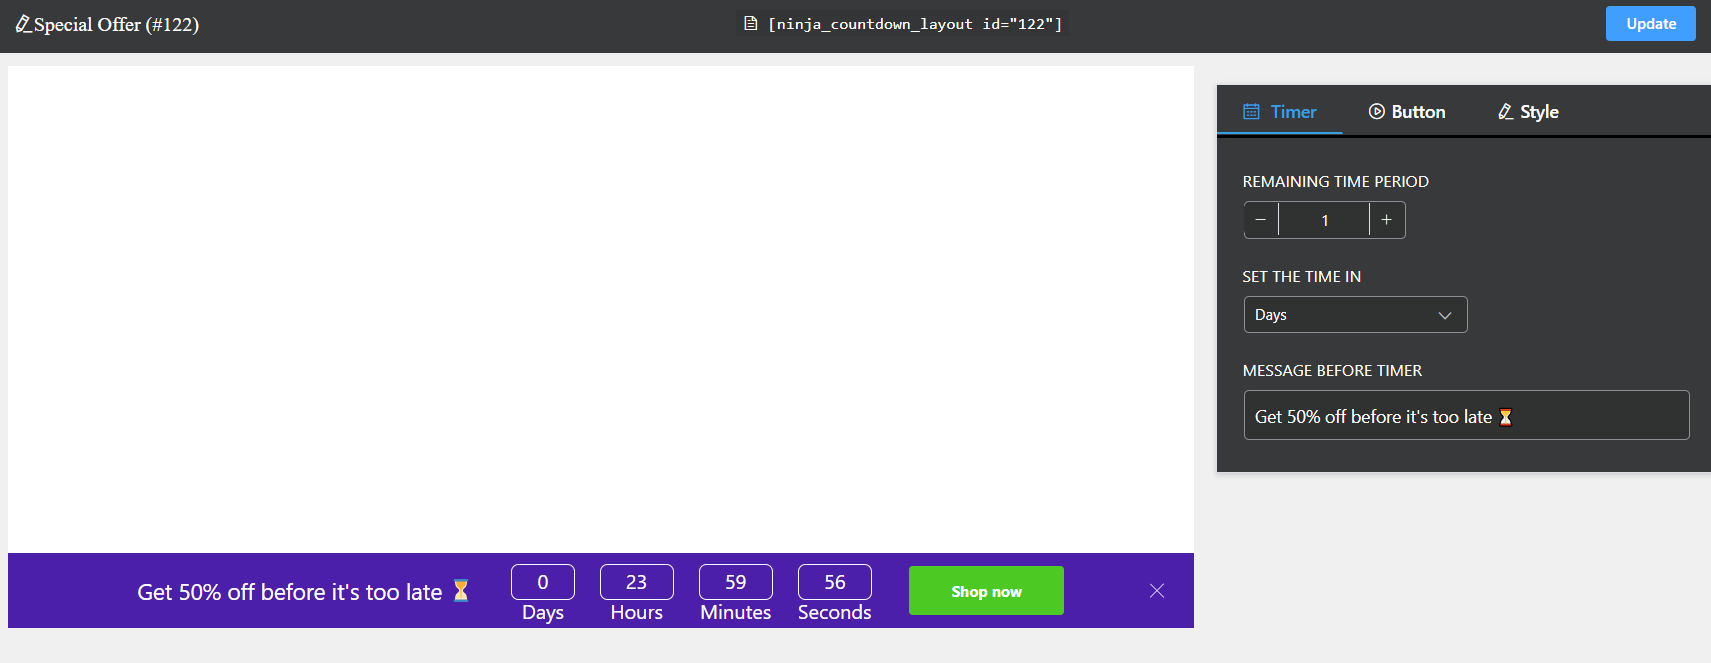 Special Offer (#122)
[ninja_countdown_layout id="122"]
Update
Timer
Button
Style
REMAINING TIME PERIOD
− 1 +
SET THE TIME IN
Days
MESSAGE BEFORE TIMER
Get 50% off before it's too late ⏳
Get 50% off before it's too late ⏳
0 23 59 56
Days Hours Minutes Seconds
Shop now